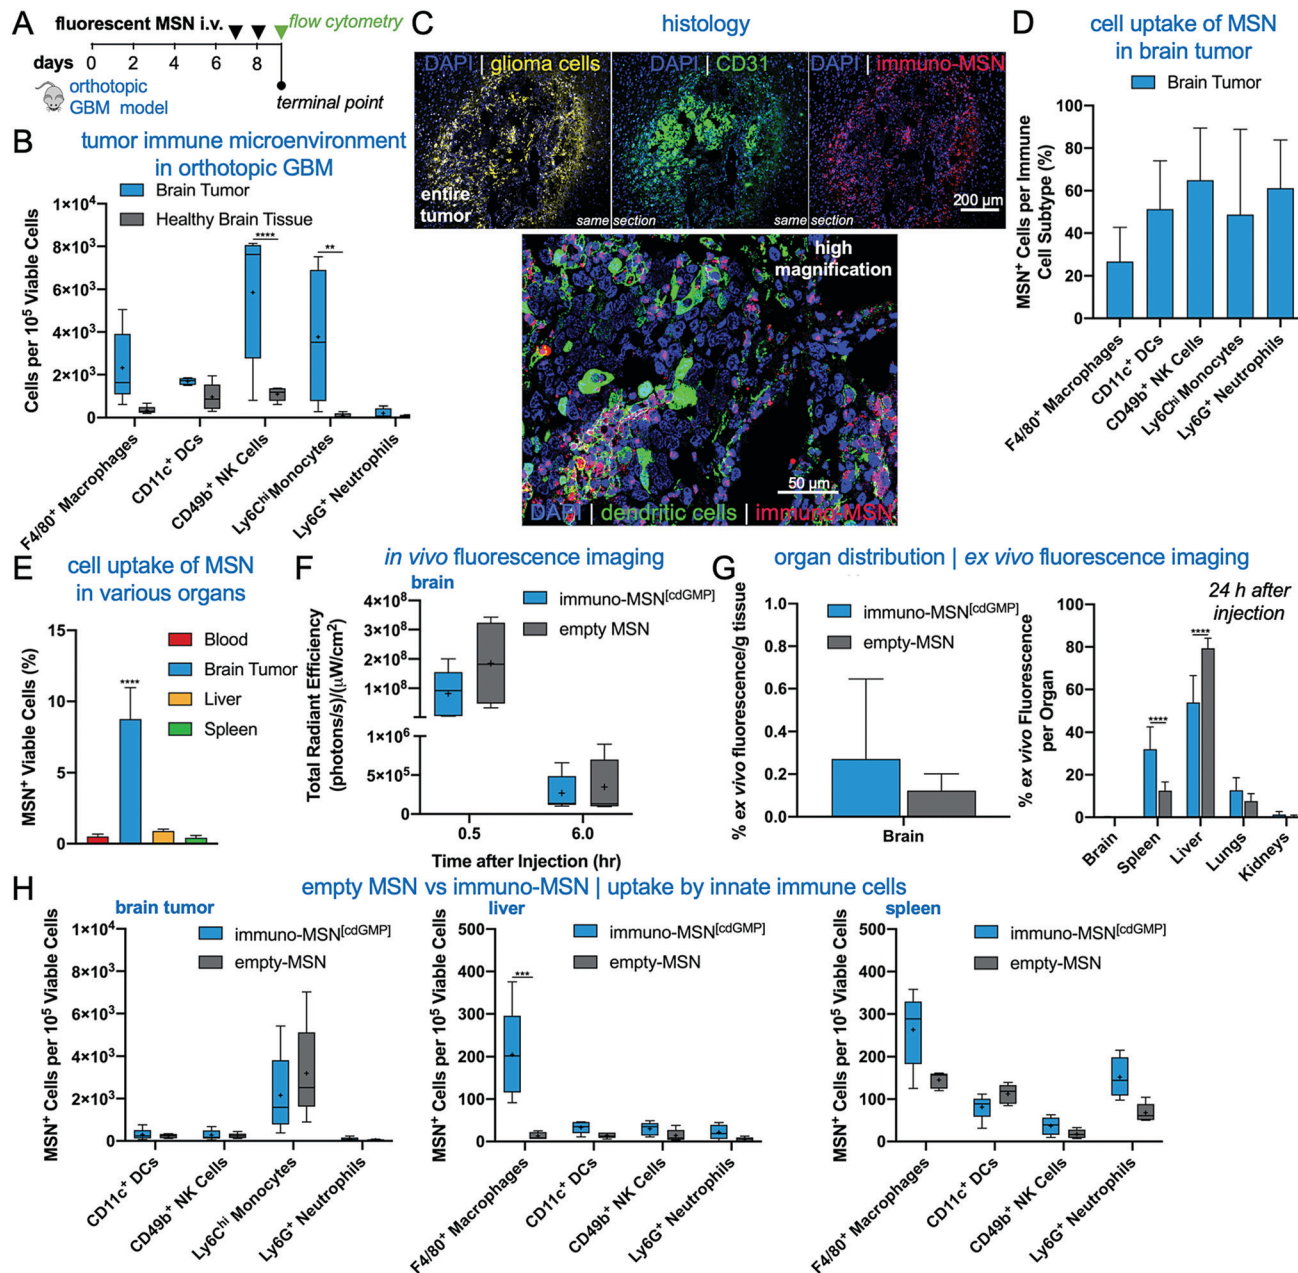 A
fluorescent MSN i.v.
flow cytometry
days
0 2 4 6 8
orthotopic
GBM model
terminal point
B
tumor immune microenvironment
in orthotopic GBM
Brain Tumor
Healthy Brain Tissue
****
**
Cells per 10⁵ Viable Cells
1×10⁴
8×10³
6×10³
4×10³
2×10³
0
F4/80⁺ Macrophages
CD11c⁺ DCs
CD49b⁺ NK Cells
Ly6Cʰⁱ Monocytes
Ly6G⁺ Neutrophils
C
histology
DAPI | glioma cells
DAPI | CD31
DAPI | immuno-MSN
entire
tumor
same section
same section
200 µm
high
magnification
50 µm
DAPI | dendritic cells | immuno-MSN
D
cell uptake of MSN
in brain tumor
Brain Tumor
MSN⁺ Cells per Immune
Cell Subtype (%)
100
80
60
40
20
0
F4/80⁺ Macrophages
CD11c⁺ DCs
CD49b⁺ NK Cells
Ly6Cʰⁱ Monocytes
Ly6G⁺ Neutrophils
E
cell uptake of MSN
in various organs
Blood
Brain Tumor
Liver
Spleen
****
MSN⁺ Viable Cells (%)
15
10
5
0
F
in vivo fluorescence imaging
brain
immuno-MSN[cdGMP]
empty MSN
Total Radiant Efficiency
(photons/s)/(µW/cm²)
4×10⁸
3×10⁸
2×10⁸
1×10⁸
1×10⁶
5×10⁵
0
0.5 6.0
Time after Injection (hr)
G
organ distribution | ex vivo fluorescence imaging
immuno-MSN[cdGMP]
empty-MSN
% ex vivo fluorescence/g tissue
1.0
0.8
0.6
0.4
0.2
0.0
Brain
24 h after
injection
****
****
% ex vivo Fluorescence
per Organ
100
80
60
40
20
0
Brain
Spleen
Liver
Lungs
Kidneys
H
empty MSN vs immuno-MSN | uptake by innate immune cells
brain tumor
immuno-MSN[cdGMP]
empty-MSN
MSN⁺ Cells per 10⁵ Viable Cells
1×10⁴
8×10³
6×10³
4×10³
2×10³
0
CD11c⁺ DCs
CD49b⁺ NK Cells
Ly6Cʰⁱ Monocytes
Ly6G⁺ Neutrophils
liver
immuno-MSN[cdGMP]
empty-MSN
***
MSN⁺ Cells per 10⁵ Viable Cells
500
400
300
200
100
0
F4/80⁺ Macrophages
CD11c⁺ DCs
CD49b⁺ NK Cells
Ly6G⁺ Neutrophils
spleen
immuno-MSN[cdGMP]
empty-MSN
MSN⁺ Cells per 10⁵ Viable Cells
500
400
300
200
100
0
F4/80⁺ Macrophages
CD11c⁺ DCs
CD49b⁺ NK Cells
Ly6G⁺ Neutrophils